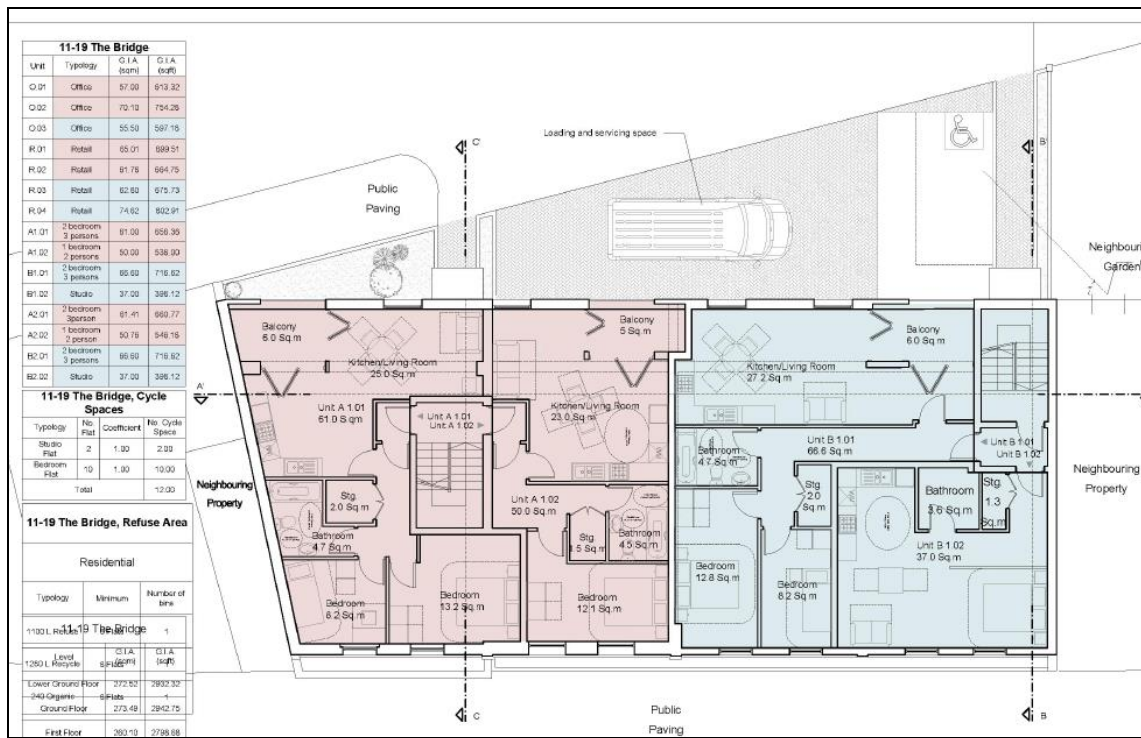 11-19 The Bridge
Unit Typology G.I.A. (sqm) G.I.A. (sqft)
O.01 Office 57.00 613.32
O.02 Office 70.10 754.26
O.03 Office 55.50 597.16
R.01 Retail 65.01 699.51
R.02 Retail 61.76 664.75
R.03 Retail 62.80 675.73
R.04 Retail 74.62 802.91
A1.01 2 bedroom 3 persons 61.00 656.36
A1.02 1 bedroom 2 persons 50.00 538.00
B1.01 2 bedroom 3 persons 66.60 716.62
B1.02 Studio 37.00 398.12
A2.01 2 bedroom 3person 61.41 660.77
A2.02 1 bedroom 2 person 50.76 546.16
B2.01 2 bedroom 3 persons 66.60 716.62
B2.02 Studio 37.00 398.12
11-19 The Bridge, Cycle
Spaces
Typology No. Flat Coefficient No. Cycle Space
Studio Flat 2 1.00 2.00
Bedroom Flat 10 1.00 10.00
Total 12.00
11-19 The Bridge, Refuse Area
Residential
Typology Minimum Number of bins
1100 L Refuse 1
11-19 The Bridge
Level G.I.A. (sqm) G.I.A. (sqft)
1280 L Recycle 6 Flats
Lower Ground Floor 272.52 2932.32
240 Organic 6 Flats 1
Ground Floor 273.49 2942.75
First Floor 260.10 2798.68
Loading and servicing space
C'
B'
Public
Paving
Neighbouring
Garden
Balcony
6.0 Sq.m
Kitchen/Living Room
25.0 Sq.m
Balcony
5 Sq.m
Kitchen/Living Room
23.0 Sq.m
Balcony
6.0 Sq.m
Kitchen/Living Room
27.2 Sq.m
A'
Unit A 1.01
61.0 S.qm
Unit A 1.01
Unit A 1.02
Unit B 1.01
66.6 Sq.m
Unit B 1.01
Unit B 1.02
Neighbouring
Property
Stg.
2.0 Sq.m
Bathroom
4.7 Sq.m
Unit A 1.02
50.0 Sq.m
Stg
1.5 Sq.m
Bathroom
4.5 Sq.m
Bathroom
4.7 Sq.m
Stg
2.0
Sq.m
Bathroom
3.6 Sq.m
Stg
1.3
Sq.m
Unit B 1.02
37.0 Sq.m
Neighbouring
Property
Bedroom
8.2 Sq.m
Bedroom
13.2 Sq.m
Bedroom
12.1 Sq.m
Bedroom
12.8 Sq.m
Bedroom
8.2 Sq.m
Public
Paving
C
B